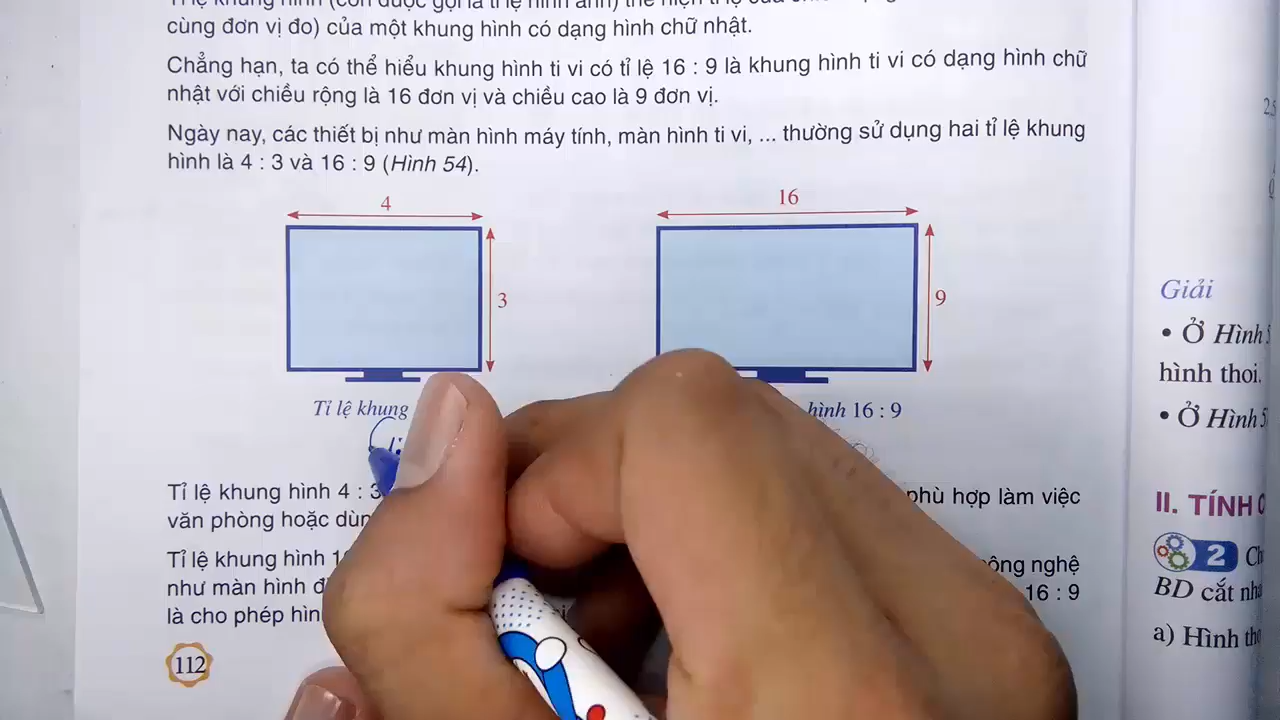 cùng đơn vị đo) của một khung hình có dạng hình chữ nhật.
Chẳng hạn, ta có thể hiểu khung hình ti vi có tỉ lệ 16 : 9 là khung hình ti vi có dạng hình chữ
nhật với chiều rộng là 16 đơn vị và chiều cao là 9 đơn vị.
Ngày nay, các thiết bị như màn hình máy tính, màn hình ti vi, ... thường sử dụng hai tỉ lệ khung
hình là 4 : 3 và 16 : 9 (Hình 54).
4
3
16
9
Tỉ lệ khung
hình 16 : 9
Tỉ lệ khung hình 4 : 3
phù hợp làm việc
văn phòng hoặc
Tỉ lệ khung hình
công nghệ
như màn hình
16 : 9
là cho phép
112
Giải
• Ở Hình
hình thoi.
• Ở Hình
II. TÍNH
2
BD cắt
a) Hình